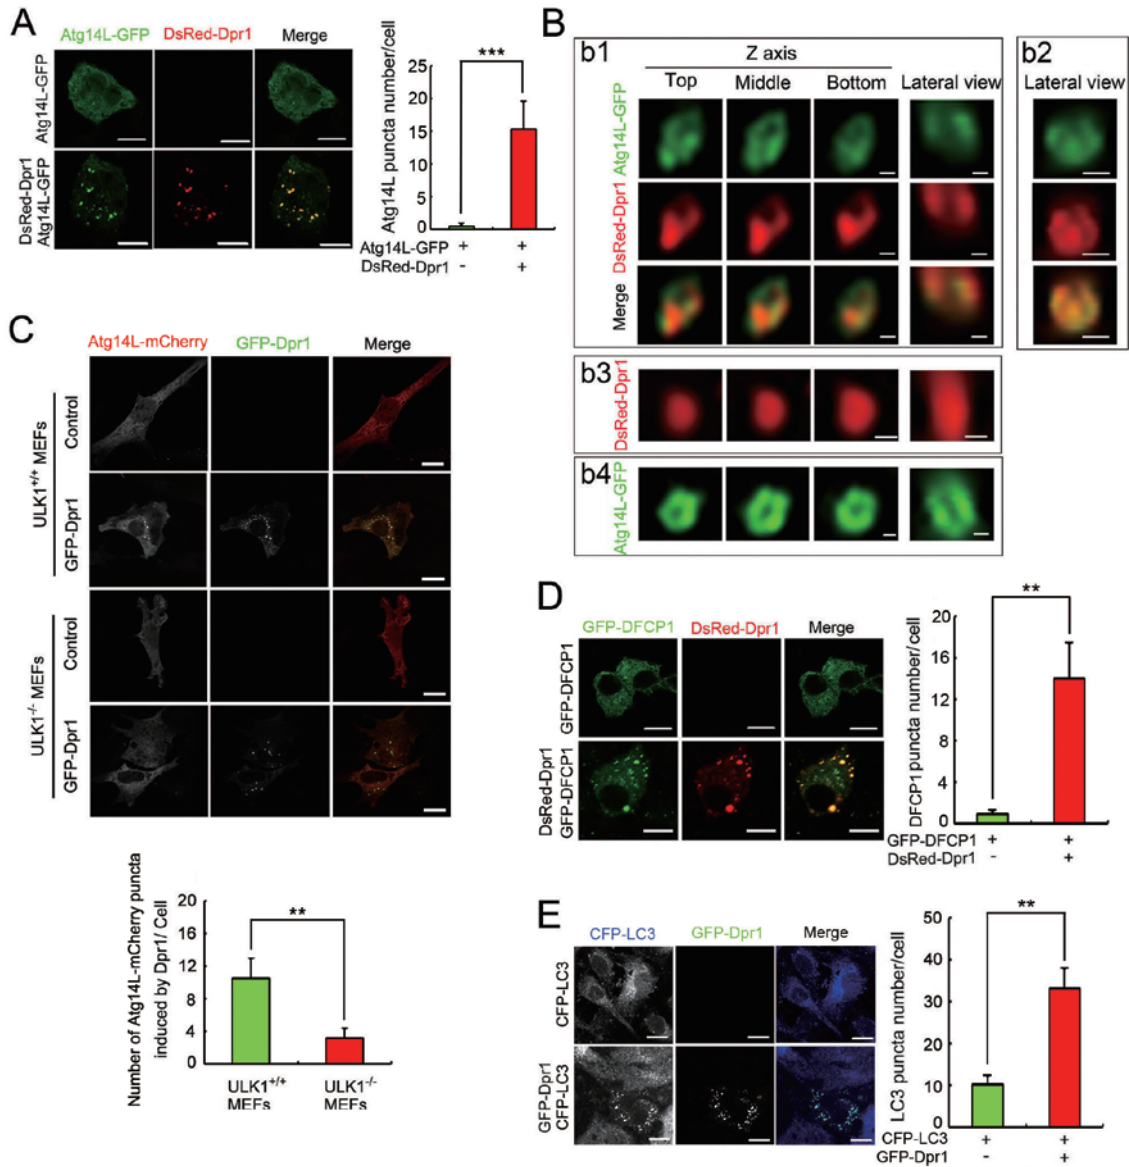 A
Atg14L-GFP DsRed-Dpr1 Merge
Atg14L-GFP
DsRed-Dpr1
Atg14L-GFP
Atg14L puncta number/cell
25
20
15
10
5
0
***
Atg14L-GFP + +
DsRed-Dpr1 - +
B
b1
Z axis
Top Middle Bottom Lateral view
Atg14L-GFP
DsRed-Dpr1
Merge
b2
Lateral view
b3
DsRed-Dpr1
b4
Atg14L-GFP
C
Atg14L-mCherry GFP-Dpr1 Merge
ULK1+/+ MEFs
Control
GFP-Dpr1
ULK1-/- MEFs
Control
GFP-Dpr1
Number of Atg14L-mCherry puncta
induced by Dpr1/ Cell
20
16
12
8
4
0
**
ULK1+/+ ULK1-/-
MEFs MEFs
D
GFP-DFCP1 DsRed-Dpr1 Merge
GFP-DFCP1
DsRed-Dpr1
GFP-DFCP1
DFCP1 puncta number/ cell
20
16
12
8
4
0
**
GFP-DFCP1 + +
DsRed-Dpr1 - +
E
CFP-LC3 GFP-Dpr1 Merge
CFP-LC3
GFP-Dpr1
CFP-LC3
LC3 puncta number/cell
50
40
30
20
10
0
**
CFP-LC3 + +
GFP-Dpr1 - +